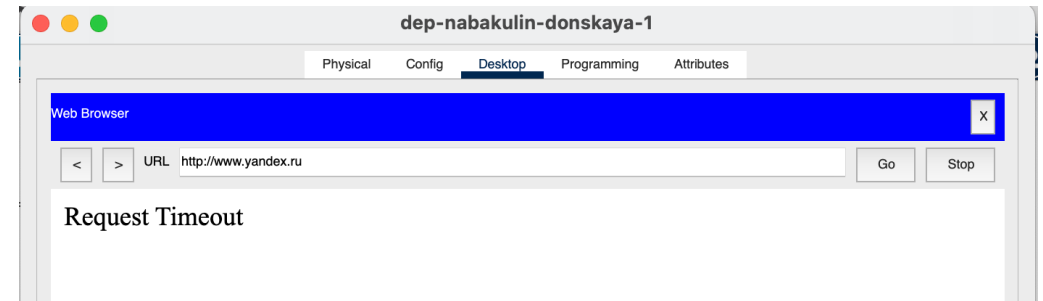 dep-nabakulin-donskaya-1
Physical Config Desktop Programming Attributes
Web Browser X
< > URL http://www.yandex.ru Go Stop
Request Timeout